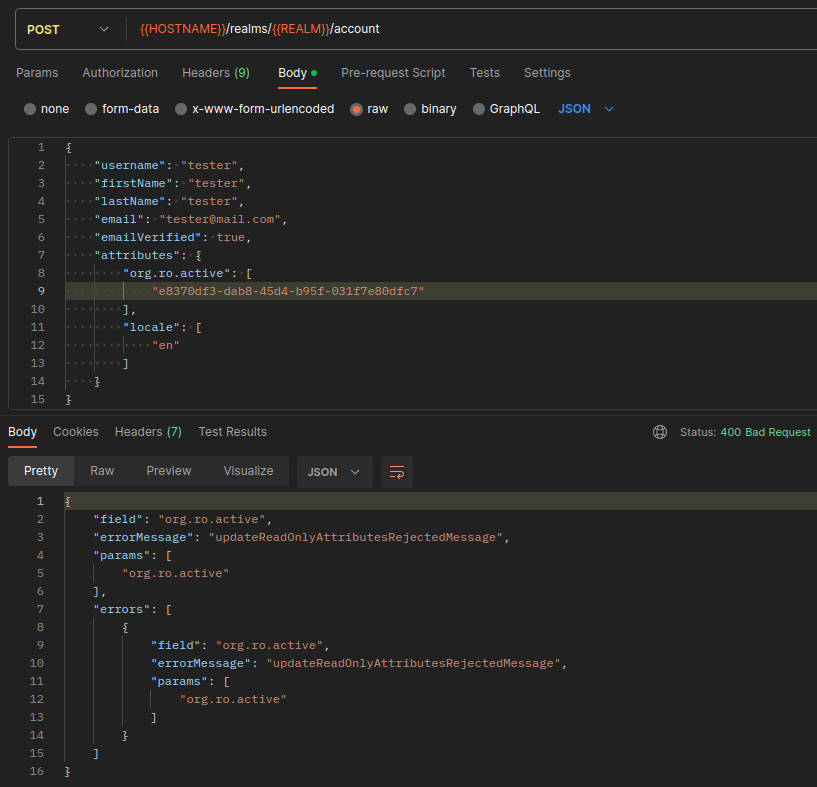 POST {{HOSTNAME}}/realms/{{REALM}}/account
Params Authorization Headers (9) Body Pre-request Script Tests Settings
none form-data x-www-form-urlencoded raw binary GraphQL JSON
1 {
2 "username": "tester",
3 "firstName": "tester",
4 "lastName": "tester",
5 "email": "tester@mail.com",
6 "emailVerified": true,
7 "attributes": {
8 "org.ro.active": [
9 "e8370df3-dab8-45d4-b95f-031f7e80dfc7"
10 ],
11 "locale": [
12 "en"
13 ]
14 }
15 }
Body Cookies Headers (7) Test Results Status: 400 Bad Request
Pretty Raw Preview Visualize JSON
1 {
2 "field": "org.ro.active",
3 "errorMessage": "updateReadOnlyAttributesRejectedMessage",
4 "params": [
5 "org.ro.active"
6 ],
7 "errors": [
8 {
9 "field": "org.ro.active",
10 "errorMessage": "updateReadOnlyAttributesRejectedMessage",
11 "params": [
12 "org.ro.active"
13 ]
14 }
15 ]
16 }